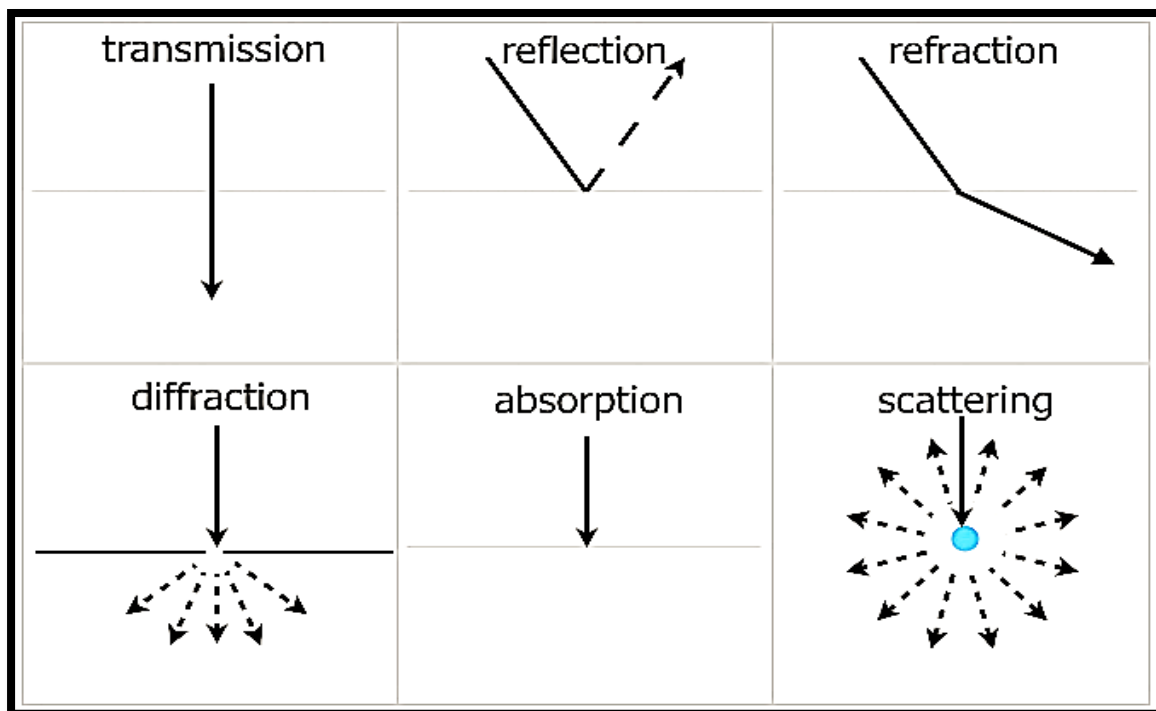 transmission
reflection
refraction
diffraction
absorption
scattering